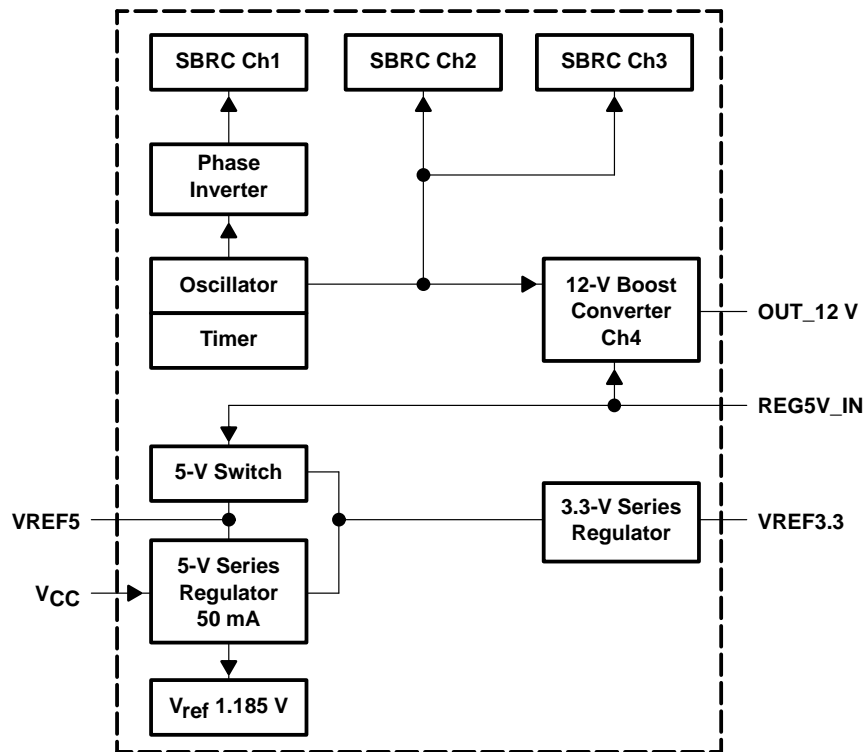 SBRC Ch1
SBRC Ch2
SBRC Ch3
Phase
Inverter
Oscillator
Timer
12-V Boost
Converter
Ch4
OUT_12 V
REG5V_IN
5-V Switch
VREF5
3.3-V Series
Regulator
VREF3.3
5-V Series
Regulator
50 mA
VCC
Vref 1.185 V